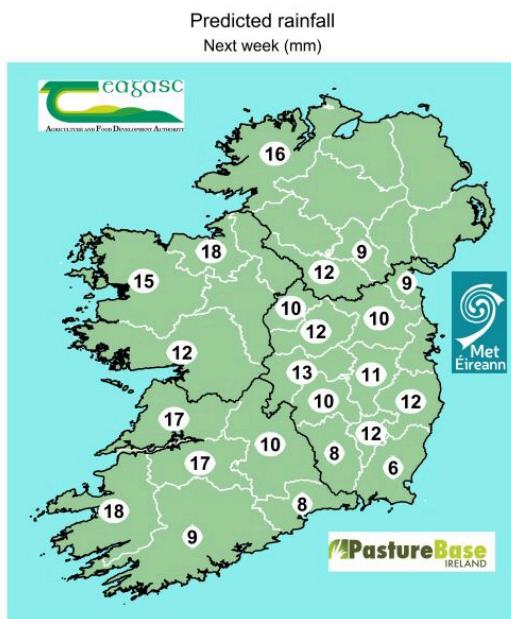 Predicted rainfall
Next week (mm)
teagasc
AGRICULTURE AND FOOD DEVELOPMENT AUTHORITY
16
18
9
12
15
9
10
10
12
12
13
11
10
12
17
12
10
8
17
6
18
8
9
Met
Éireann
PastureBase
IRELAND